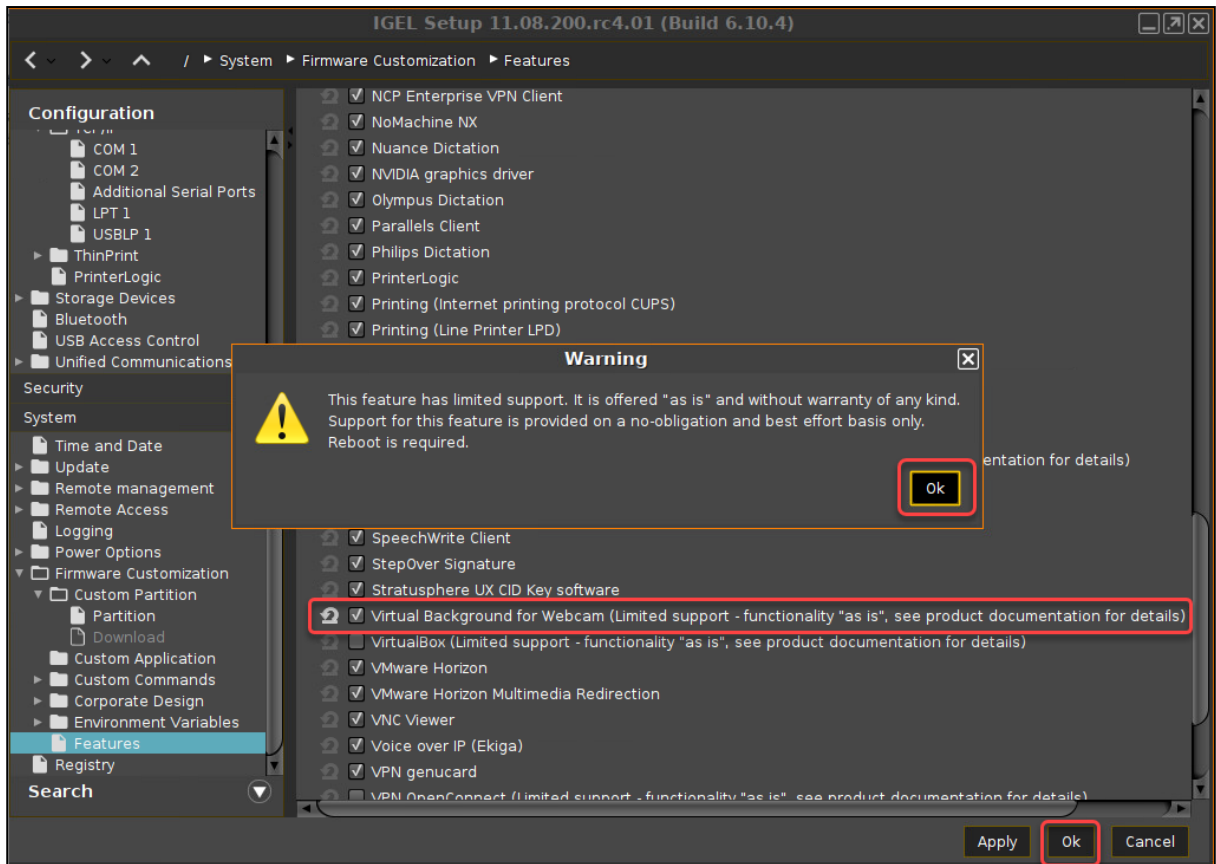 IGEL Setup 11.08.200.rc4.01 (Build 6.10.4)
/ System Firmware Customization Features
Configuration
COM 1
COM 2
Additional Serial Ports
LPT 1
USBLP 1
ThinPrint
PrinterLogic
Storage Devices
Bluetooth
USB Access Control
Unified Communications
Security
System
Time and Date
Update
Remote management
Remote Access
Logging
Power Options
Firmware Customization
Custom Partition
Partition
Download
Custom Application
Custom Commands
Corporate Design
Environment Variables
Features
Registry
Search
NCP Enterprise VPN Client
NoMachine NX
Nuance Dictation
NVIDIA graphics driver
Olympus Dictation
Parallels Client
Philips Dictation
PrinterLogic
Printing (Internet printing protocol CUPS)
Printing (Line Printer LPD)
Warning
This feature has limited support. It is offered "as is" and without warranty of any kind.
Support for this feature is provided on a no-obligation and best effort basis only.
Reboot is required.
Ok
entation for details)
SpeechWrite Client
StepOver Signature
Stratusphere UX CID Key software
Virtual Background for Webcam (Limited support - functionality "as is", see product documentation for details)
VirtualBox (Limited support - functionality "as is", see product documentation for details)
VMware Horizon
VMware Horizon Multimedia Redirection
VNC Viewer
Voice over IP (Ekiga)
VPN genucard
VPN OpenConnect (Limited support - functionality "as is", see product documentation for details)
Apply
Ok
Cancel